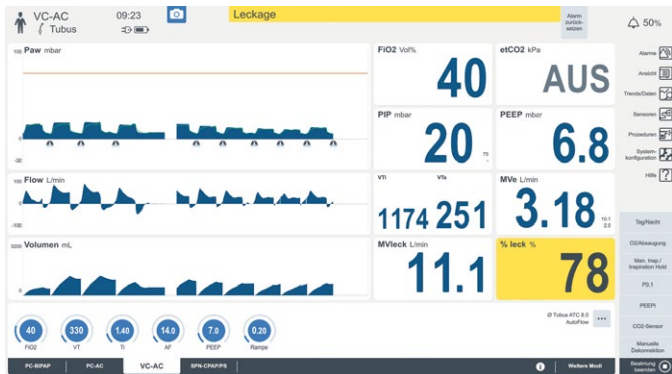 VC-AC
09:23
Leckage
Alarm
zurück-
setzen
50%
Tubus
Paw mbar
100
0
-30
FiO2 Vol%
40
etCO2 kPa
AUS
PIP mbar
20
PEEP mbar
6.8
Flow L/min
0
-100
VTi
1174
VTe
251
MVe L/min
3.18
10.1
2.0
Volumen mL
0
MVleck L/min
11.1
% leck %
78
40
FiO2
330
VT
1.40
Ti
14.0
AF
7.0
PEEP
0.20
Rampe
Ø Tubus ATC 8.0
AutoFlow
PC-BIPAP
PC-AC
VC-AC
SPN-CPAP/PS
Weitere Modi
Alarme
Ansicht
Trends/Daten
Sensoren
Prozeduren
System-
konfiguration
Hilfe
Tag/Nacht
O2/Absaugung
Man. Insp./
Inspiration Hold
P0.1
PEEPi
CO2-Sensor
Manuelle
Diskonnektion
Beatmung
beenden